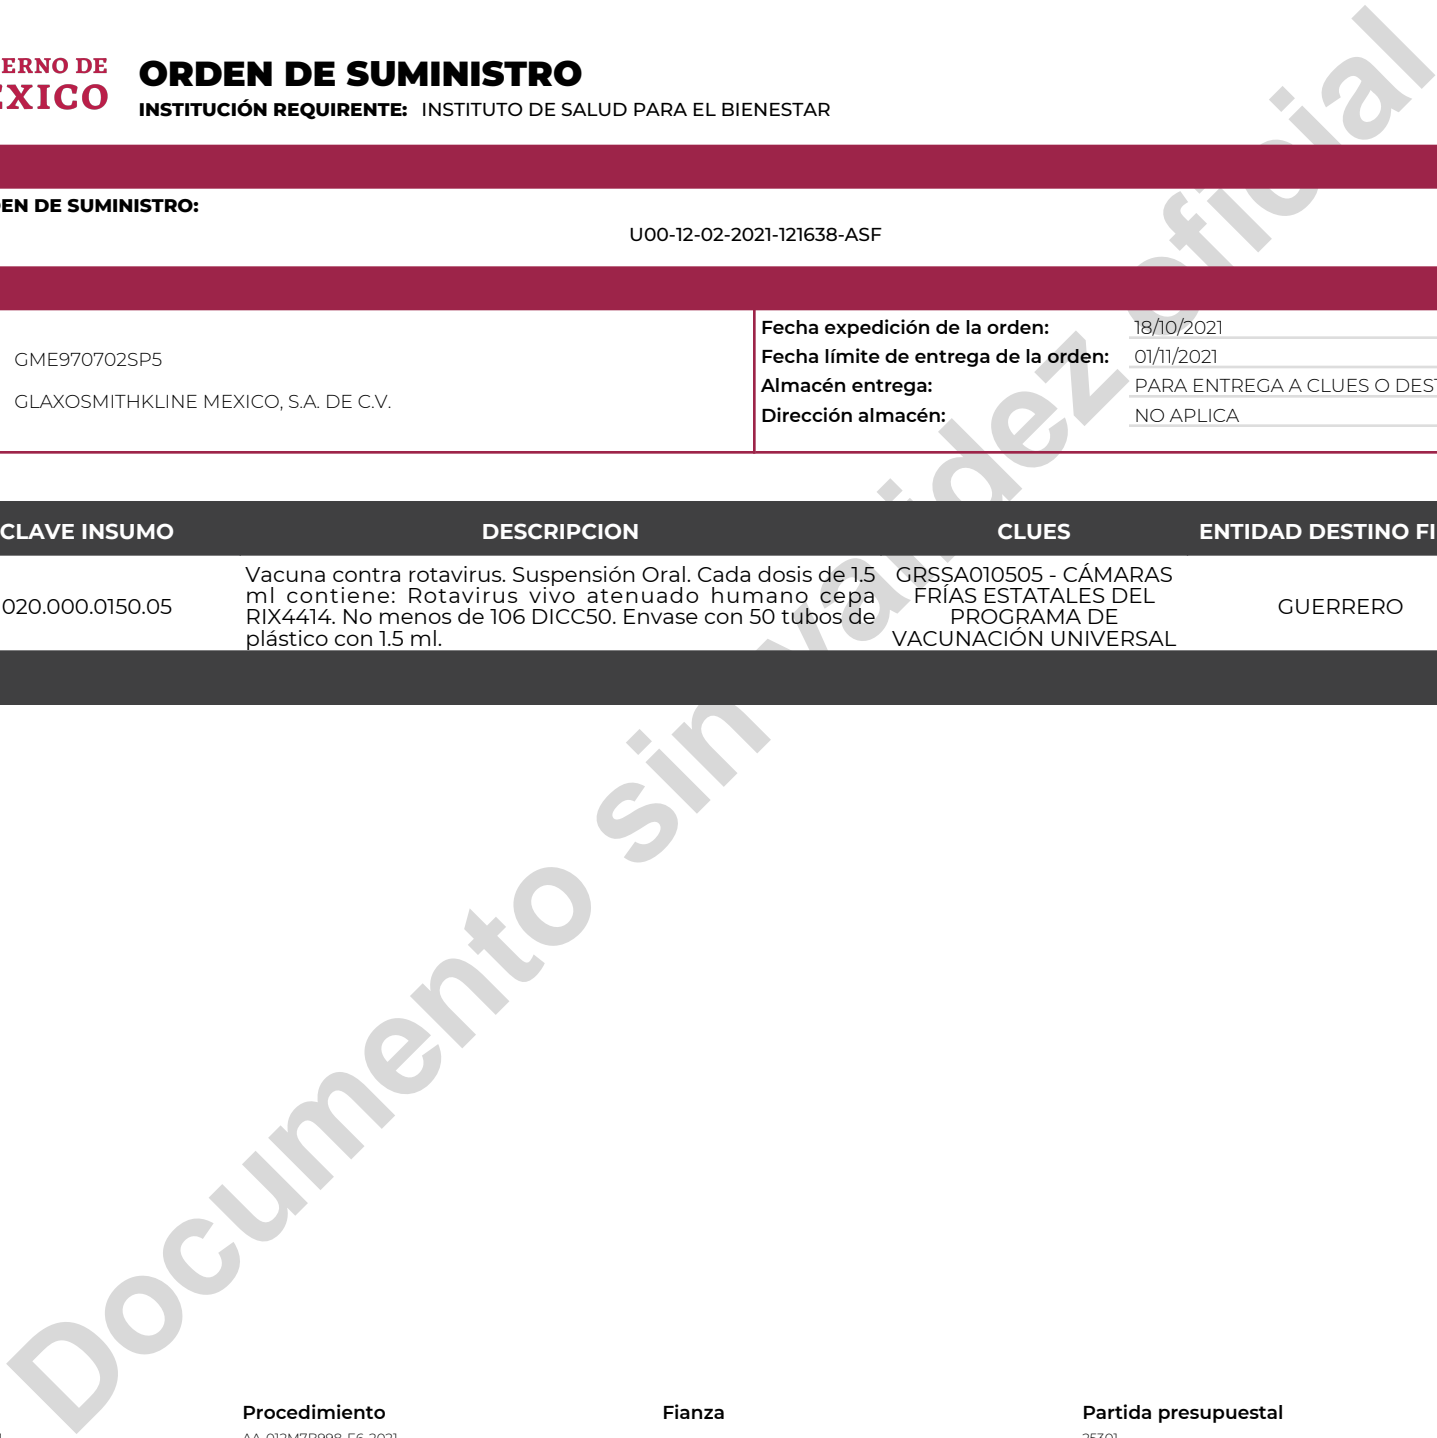 ERNO DE
EXICO
ORDEN DE SUMINISTRO
INSTITUCIÓN REQUIRENTE: INSTITUTO DE SALUD PARA EL BIENESTAR
EN DE SUMINISTRO:
U00-12-02-2021-121638-ASF
GME970702SP5
GLAXOSMITHKLINE MEXICO, S.A. DE C.V.
Fecha expedición de la orden: 18/10/2021
Fecha límite de entrega de la orden: 01/11/2021
Almacén entrega: PARA ENTREGA A CLUES O DEST
Dirección almacén: NO APLICA
CLAVE INSUMO DESCRIPCION CLUES ENTIDAD DESTINO FI
020.000.0150.05
Vacuna contra rotavirus. Suspensión Oral. Cada dosis de 1.5
ml contiene: Rotavirus vivo atenuado humano cepa
RIX4414. No menos de 106 DICC50. Envase con 50 tubos de
plástico con 1.5 ml.
GRSSA010505 - CÁMARAS
FRÍAS ESTATALES DEL
PROGRAMA DE
VACUNACIÓN UNIVERSAL
GUERRERO
Documento sin validez oficial
Procedimiento Fianza Partida presupuestal